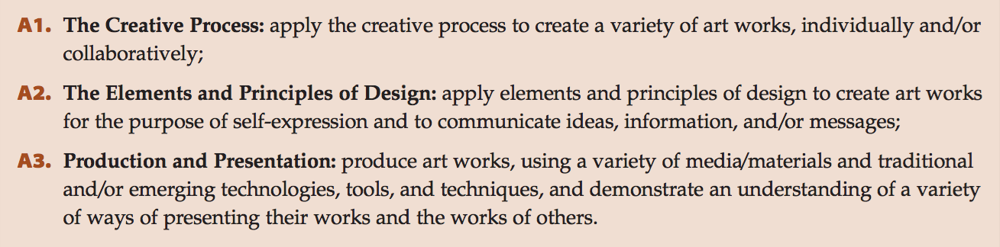 A1. The Creative Process: apply the creative process to create a variety of art works, individually and/or
collaboratively;
A2. The Elements and Principles of Design: apply elements and principles of design to create art works
for the purpose of self-expression and to communicate ideas, information, and/or messages;
A3. Production and Presentation: produce art works, using a variety of media/materials and traditional
and/or emerging technologies, tools, and techniques, and demonstrate an understanding of a variety
of ways of presenting their works and the works of others.